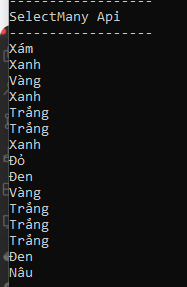 -------------------
SelectMany Api
-------------------
Xám
Xanh
Vàng
Xanh
Trắng
Trắng
Xanh
Đỏ
Đen
Vàng
Trắng
Trắng
Trắng
Đen
Nâu